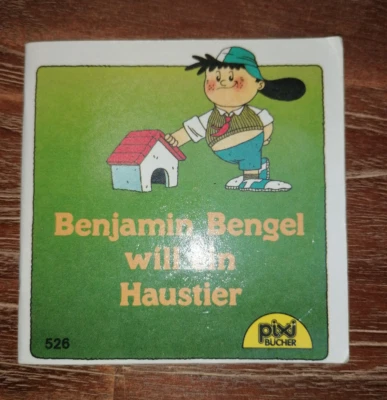 Benjamin Bengel
will ein
Haustier
526
pixi
BÜCHER